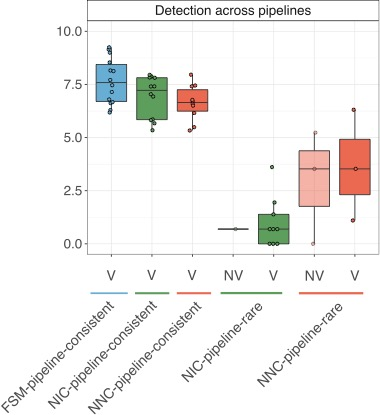 Detection across pipelines
10.0
7.5
5.0
2.5
0.0
V V V NV V NV V
FSM-pipeline-consistent
NIC-pipeline-consistent
NNC-pipeline-consistent
NIC-pipeline-rare
NNC-pipeline-rare